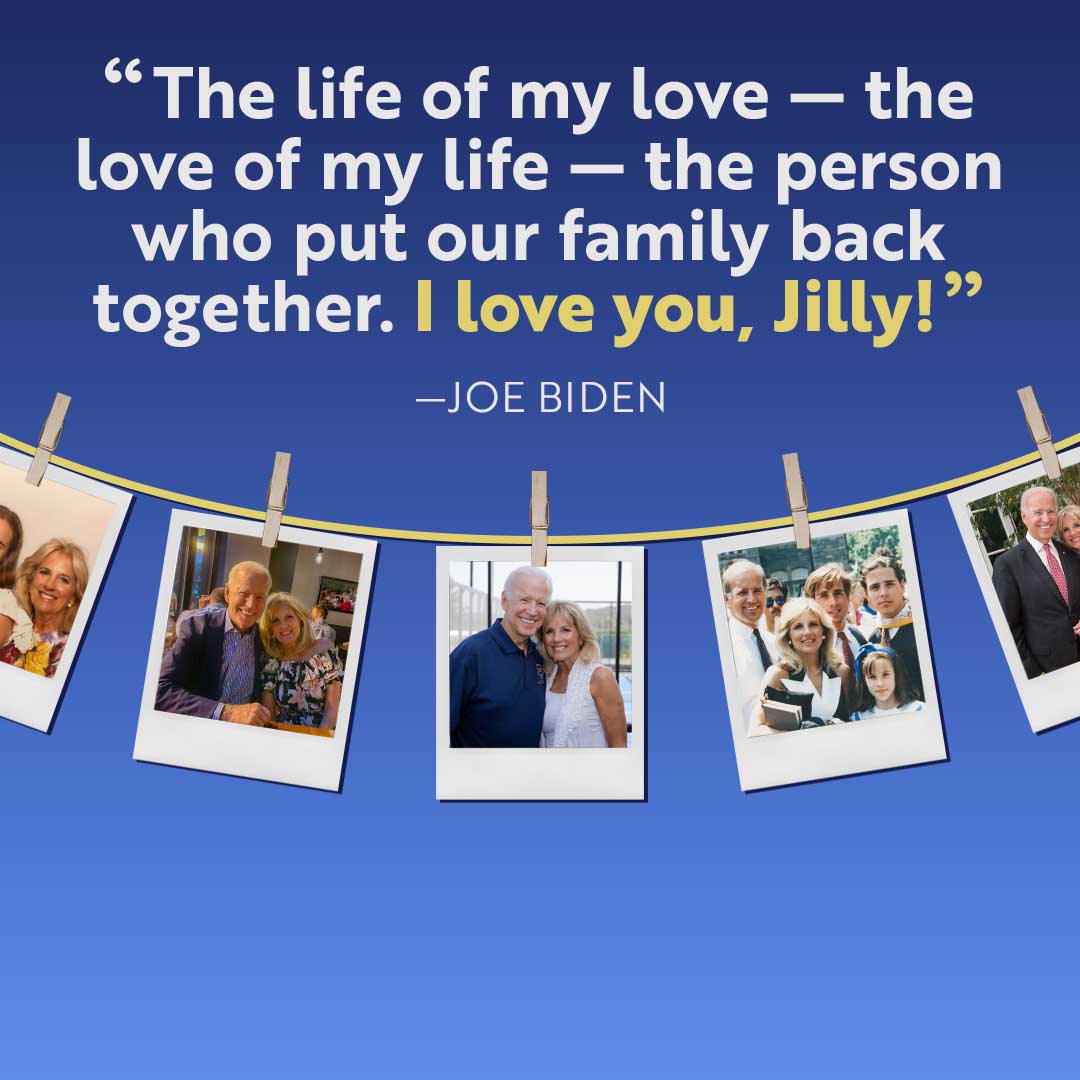 “The life of my love — the
love of my life — the person
who put our family back
together. I love you, Jilly!”
—JOE BIDEN